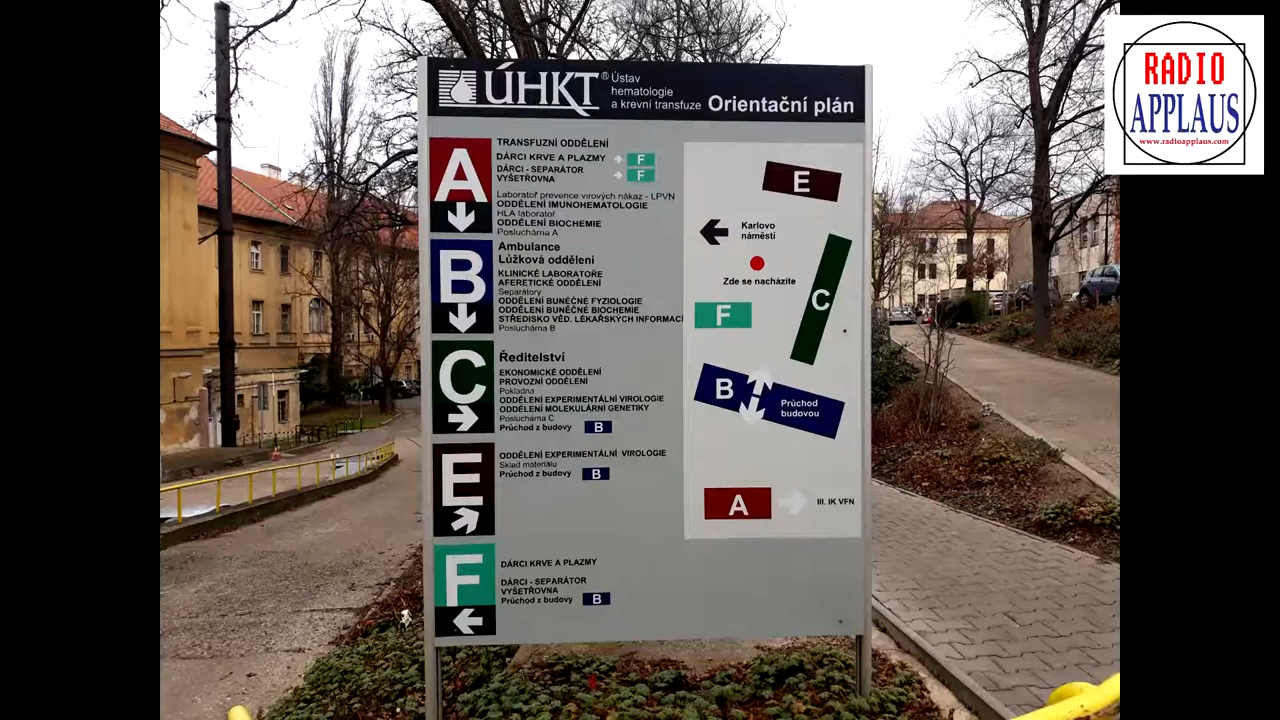 RADIO
APPLAUS
www.radioapplaus.com
ÚHKT® Ústav
hematologie
a krevní transfuze
Orientační plán
A
TRANSFUZNÍ ODDĚLENÍ
DÁRCI KRVE A PLAZMY F
DÁRCI - SEPARÁTOR F
VYŠETŘOVNA
Laboratoř prevence virových nákaz - LPVN
ODDĚLENÍ IMUNOHEMATOLOGIE
HLA laboratoř
ODDĚLENÍ BIOCHEMIE
Posluchárna A
B
Ambulance
Lůžková oddělení
KLINICKÉ LABORATOŘE
AFERETICKÉ ODDĚLENÍ
Separátory
ODDĚLENÍ BUNĚČNÉ FYZIOLOGIE
ODDĚLENÍ BUNĚČNÉ BIOCHEMIE
STŘEDISKO VĚD. LÉKAŘSKÝCH INFORMACÍ
Posluchárna B
C
Ředitelství
EKONOMICKÉ ODDĚLENÍ
PROVOZNÍ ODDĚLENÍ
Pokladna
ODDĚLENÍ EXPERIMENTÁLNÍ VIROLOGIE
ODDĚLENÍ MOLEKULÁRNÍ GENETIKY
Posluchárna C
Průchod z budovy B
E
ODDĚLENÍ EXPERIMENTÁLNÍ VIROLOGIE
Sklad materiálu
Průchod z budovy B
F
DÁRCI KRVE A PLAZMY
DÁRCI - SEPARÁTOR
VYŠETŘOVNA
Průchod z budovy B
E
Karlovo
náměstí
Zde se nacházíte
C
F
B
Průchod
budovou
A
III. IK VFN